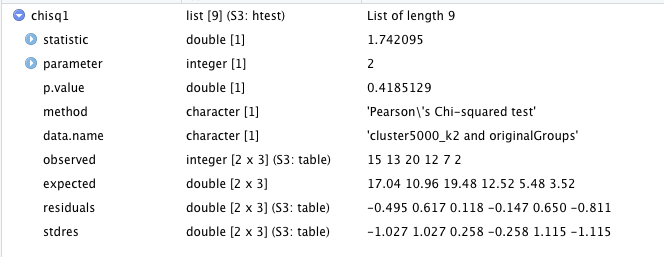 chisq1 list [9] (S3: htest) List of length 9
statistic double [1] 1.742095
parameter integer [1] 2
p.value double [1] 0.4185129
method character [1] 'Pearson\'s Chi-squared test'
data.name character [1] 'cluster5000_k2 and originalGroups'
observed integer [2 x 3] (S3: table) 15 13 20 12 7 2
expected double [2 x 3] 17.04 10.96 19.48 12.52 5.48 3.52
residuals double [2 x 3] (S3: table) -0.495 0.617 0.118 -0.147 0.650 -0.811
stdres double [2 x 3] (S3: table) -1.027 1.027 0.258 -0.258 1.115 -1.115